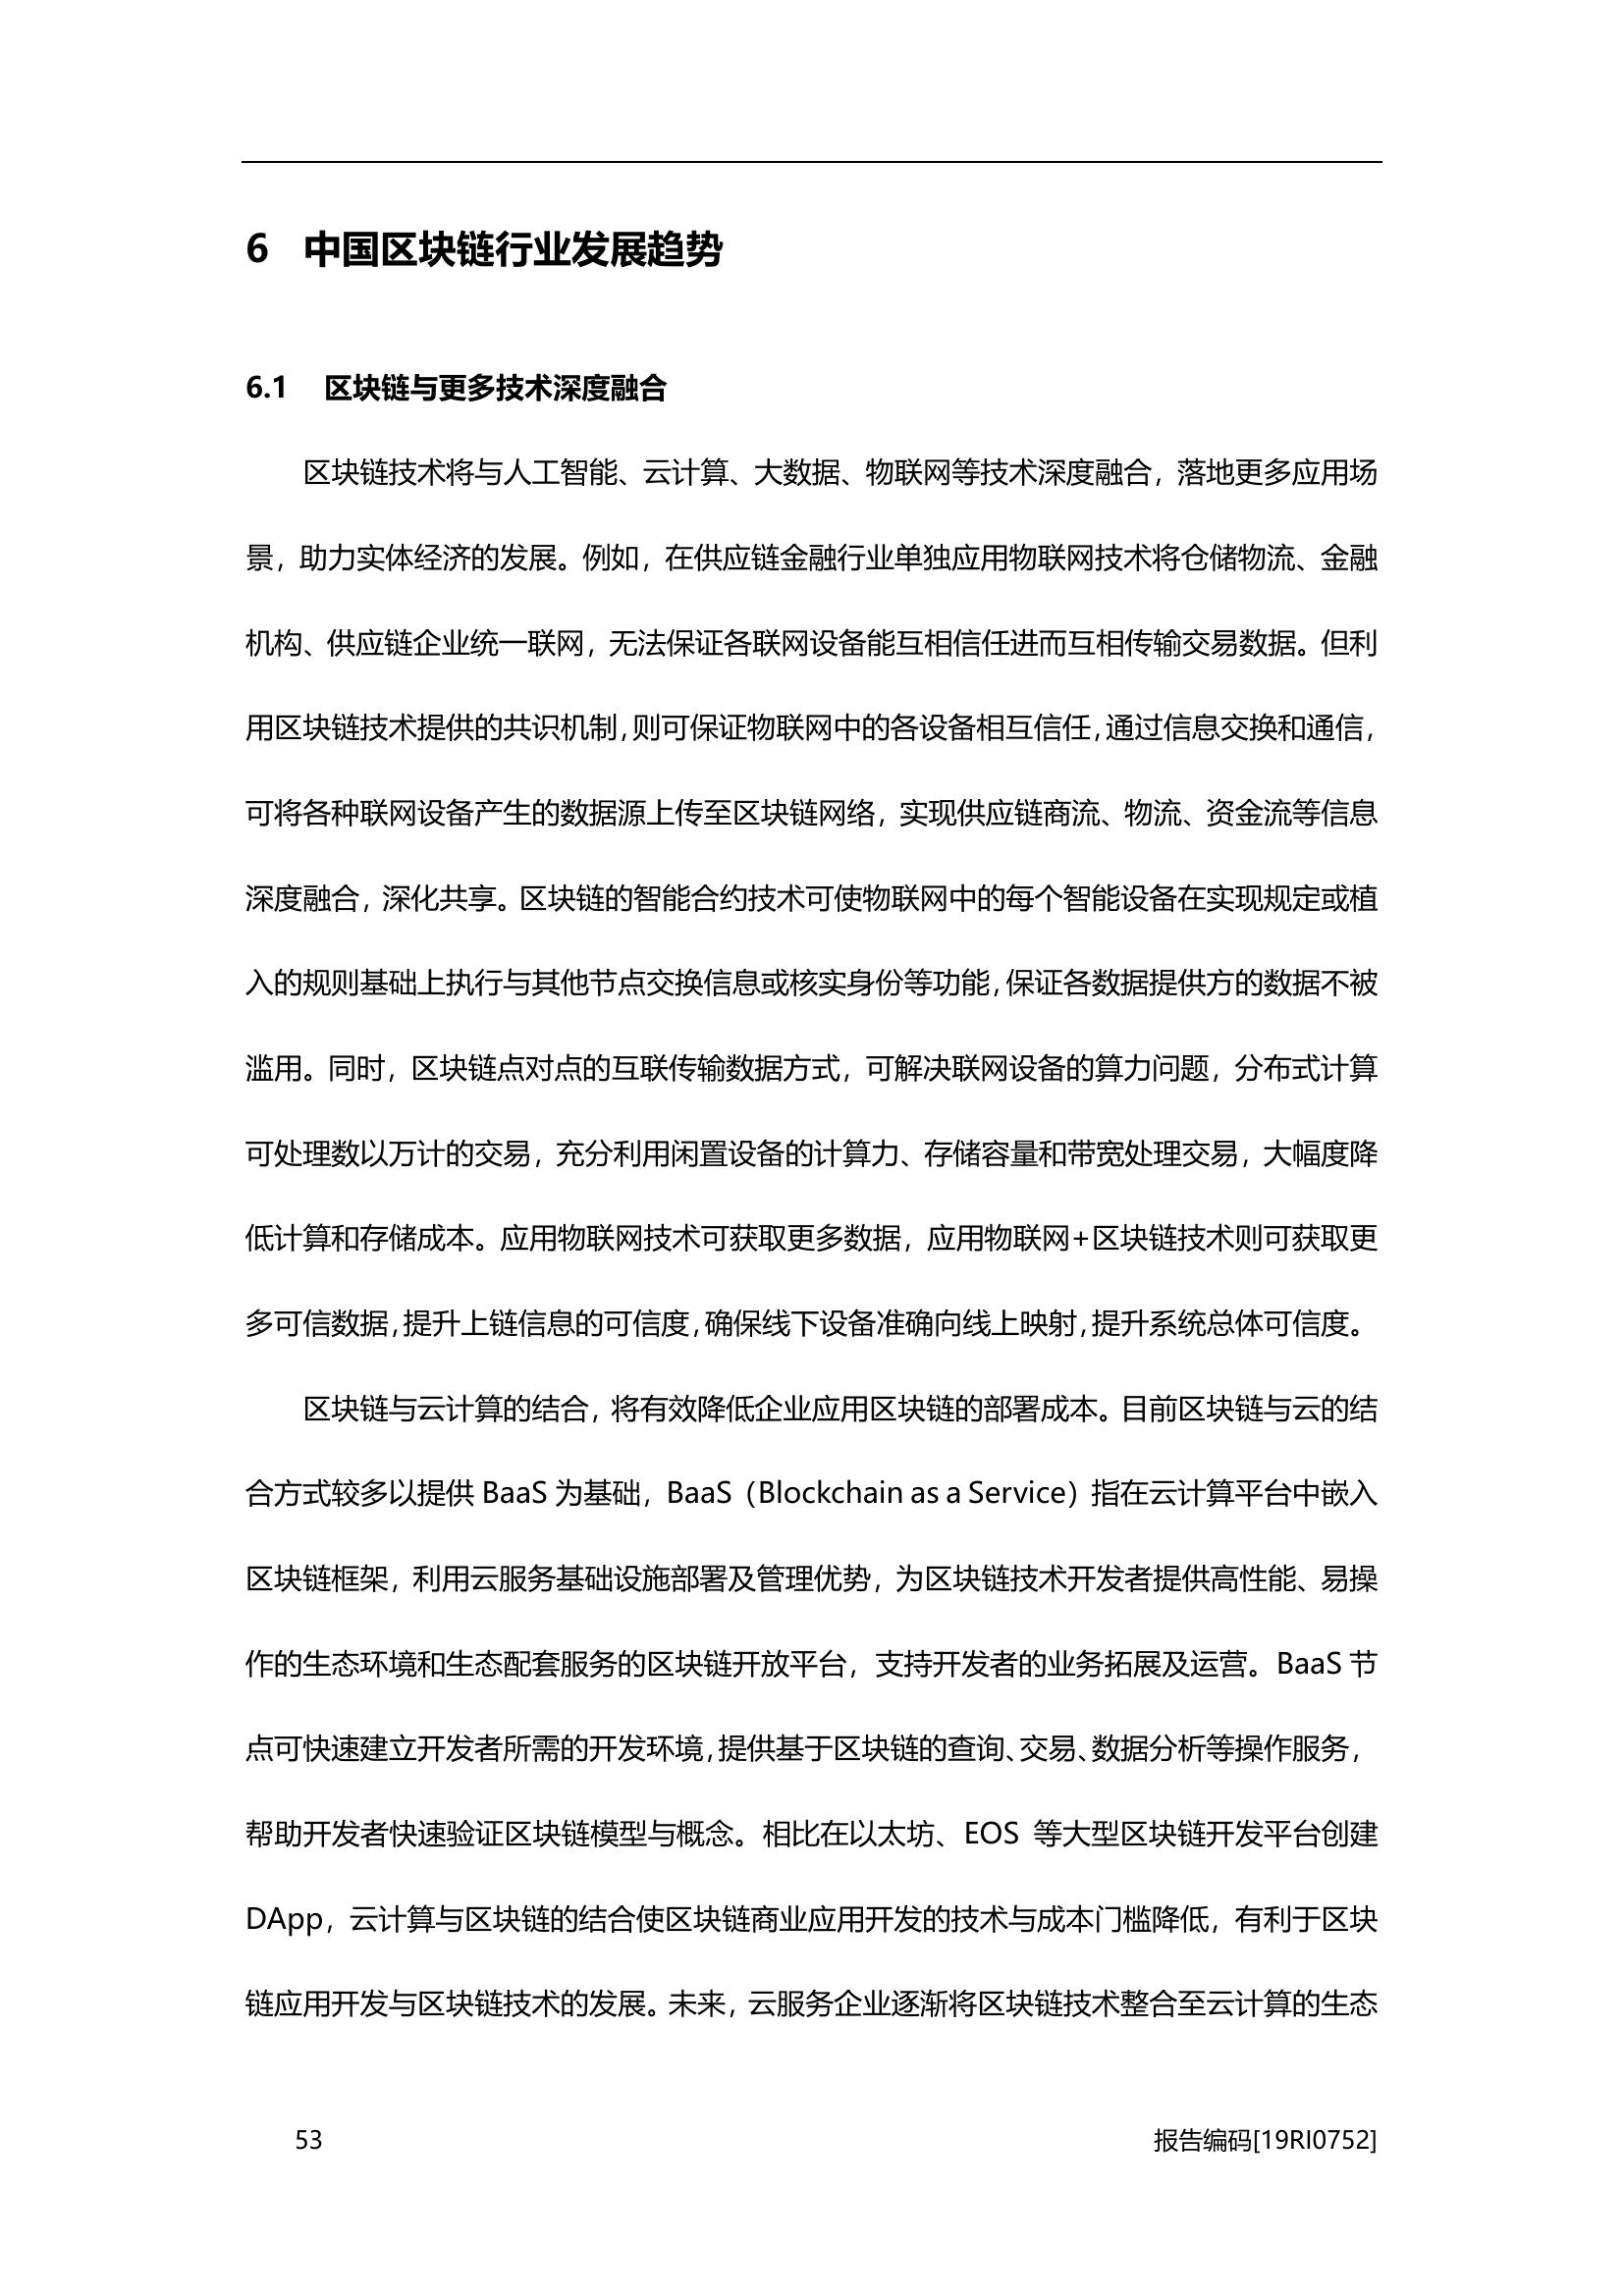 6 中国区块链行业发展趋势
6.1 区块链与更多技术深度融合
区块链技术将与人工智能、云计算、大数据、物联网等技术深度融合，落地更多应用场
景，助力实体经济的发展。例如，在供应链金融行业单独应用物联网技术将仓储物流、金融
机构、供应链企业统一联网，无法保证各联网设备能互相信任进而互相传输交易数据。但利
用区块链技术提供的共识机制，则可保证物联网中的各设备相互信任，通过信息交换和通信，
可将各种联网设备产生的数据源上传至区块链网络，实现供应链商流、物流、资金流等信息
深度融合，深化共享。区块链的智能合约技术可使物联网中的每个智能设备在实现规定或植
入的规则基础上执行与其他节点交换信息或核实身份等功能，保证各数据提供方的数据不被
滥用。同时，区块链点对点的互联传输数据方式，可解决联网设备的算力问题，分布式计算
可处理数以万计的交易，充分利用闲置设备的计算力、存储容量和带宽处理交易，大幅度降
低计算和存储成本。应用物联网技术可获取更多数据，应用物联网+区块链技术则可获取更
多可信数据，提升上链信息的可信度，确保线下设备准确向线上映射，提升系统总体可信度。
区块链与云计算的结合，将有效降低企业应用区块链的部署成本。目前区块链与云的结
合方式较多以提供 BaaS 为基础，BaaS（Blockchain as a Service）指在云计算平台中嵌入
区块链框架，利用云服务基础设施部署及管理优势，为区块链技术开发者提供高性能、易操
作的生态环境和生态配套服务的区块链开放平台，支持开发者的业务拓展及运营。BaaS 节
点可快速建立开发者所需的开发环境，提供基于区块链的查询、交易、数据分析等操作服务，
帮助开发者快速验证区块链模型与概念。相比在以太坊、EOS 等大型区块链开发平台创建
DApp，云计算与区块链的结合使区块链商业应用开发的技术与成本门槛降低，有利于区块
链应用开发与区块链技术的发展。未来，云服务企业逐渐将区块链技术整合至云计算的生态
53 报告编码[19RI0752]